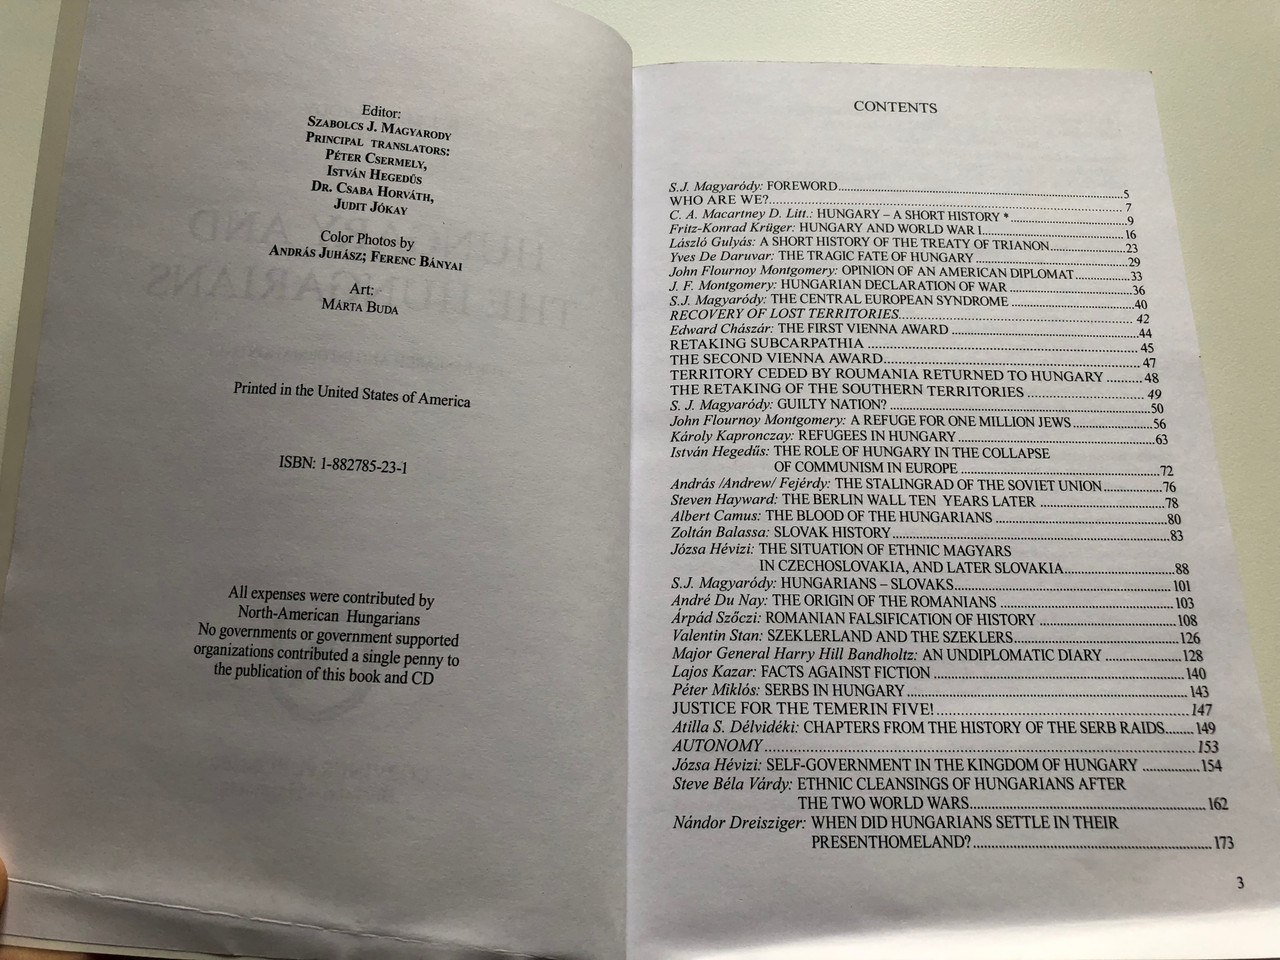 Editor:
SZABOLCS J. MAGYARODY
PRINCIPAL TRANSLATORS:
PÉTER CSERMELY,
ISTVÁN HEGEDŰS
DR. CSABA HORVÁTH,
JUDIT JÓKAY
Color Photos by
ANDRÁS JUHÁSZ; FERENC BÁNYAI
Art:
MÁRTA BUDA
Printed in the United States of America
ISBN: 1-882785-23-1
All expenses were contributed by
North-American Hungarians
No governments or government supported
organizations contributed a single penny to
the publication of this book and CD
CONTENTS
S.J. Magyaródy: FOREWORD 5
WHO ARE WE? 7
C. A. Macartney D. Litt.: HUNGARY – A SHORT HISTORY * 9
Fritz-Konrad Krüger: HUNGARY AND WORLD WAR I 16
László Gulyás: A SHORT HISTORY OF THE TREATY OF TRIANON 23
Yves De Daruvar: THE TRAGIC FATE OF HUNGARY 29
John Flournoy Montgomery: OPINION OF AN AMERICAN DIPLOMAT 33
J. F. Montgomery: HUNGARIAN DECLARATION OF WAR 36
S.J. Magyaródy: THE CENTRAL EUROPEAN SYNDROME 40
RECOVERY OF LOST TERRITORIES 42
Edward Chászár: THE FIRST VIENNA AWARD 44
RETAKING SUBCARPATHIA 45
THE SECOND VIENNA AWARD 47
TERRITORY CEDED BY ROUMANIA RETURNED TO HUNGARY 48
THE RETAKING OF THE SOUTHERN TERRITORIES 49
S. J. Magyaródy: GUILTY NATION? 50
John Flournoy Montgomery: A REFUGE FOR ONE MILLION JEWS 56
Károly Kapronczay: REFUGEES IN HUNGARY 63
István Hegedűs: THE ROLE OF HUNGARY IN THE COLLAPSE
OF COMMUNISM IN EUROPE 72
András /Andrew/ Fejérdy: THE STALINGRAD OF THE SOVIET UNION 76
Steven Hayward: THE BERLIN WALL TEN YEARS LATER 78
Albert Camus: THE BLOOD OF THE HUNGARIANS 80
Zoltán Balassa: SLOVAK HISTORY 83
Józsa Hévizi: THE SITUATION OF ETHNIC MAGYARS
IN CZECHOSLOVAKIA, AND LATER SLOVAKIA 88
S.J. Magyaródy: HUNGARIANS – SLOVAKS 101
André Du Nay: THE ORIGIN OF THE ROMANIANS 103
Árpád Szőczi: ROMANIAN FALSIFICATION OF HISTORY 108
Valentin Stan: SZEKLERLAND AND THE SZEKLERS 126
Major General Harry Hill Bandholtz: AN UNDIPLOMATIC DIARY 128
Lajos Kazar: FACTS AGAINST FICTION 140
Péter Miklós: SERBS IN HUNGARY 143
JUSTICE FOR THE TEMERIN FIVE! 147
Atilla S. Délvidéki: CHAPTERS FROM THE HISTORY OF THE SERB RAIDS 149
AUTONOMY 153
Józsa Hévizi: SELF-GOVERNMENT IN THE KINGDOM OF HUNGARY 154
Steve Béla Várdy: ETHNIC CLEANSINGS OF HUNGARIANS AFTER
THE TWO WORLD WARS 162
Nándor Dreisziger: WHEN DID HUNGARIANS SETTLE IN THEIR
PRESENTHOMELAND? 173
3